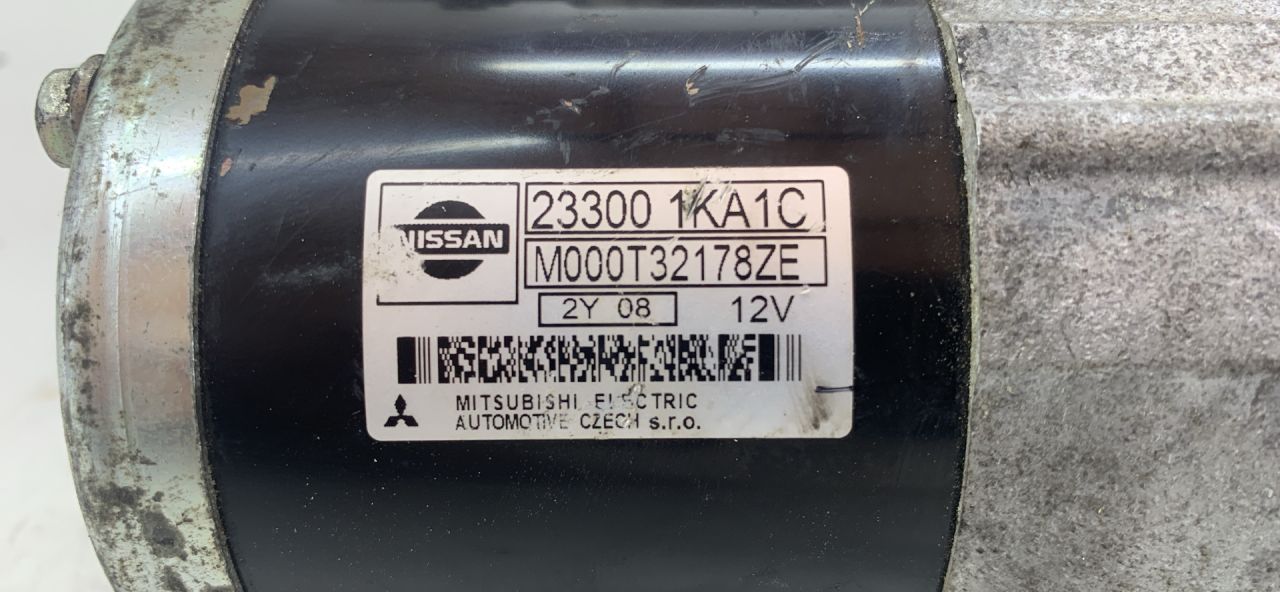 NISSAN
23300 1KA1C
M000T32178ZE
2Y 08 12V
MITSUBISHI ELECTRIC
AUTOMOTIVE CZECH s.r.o.